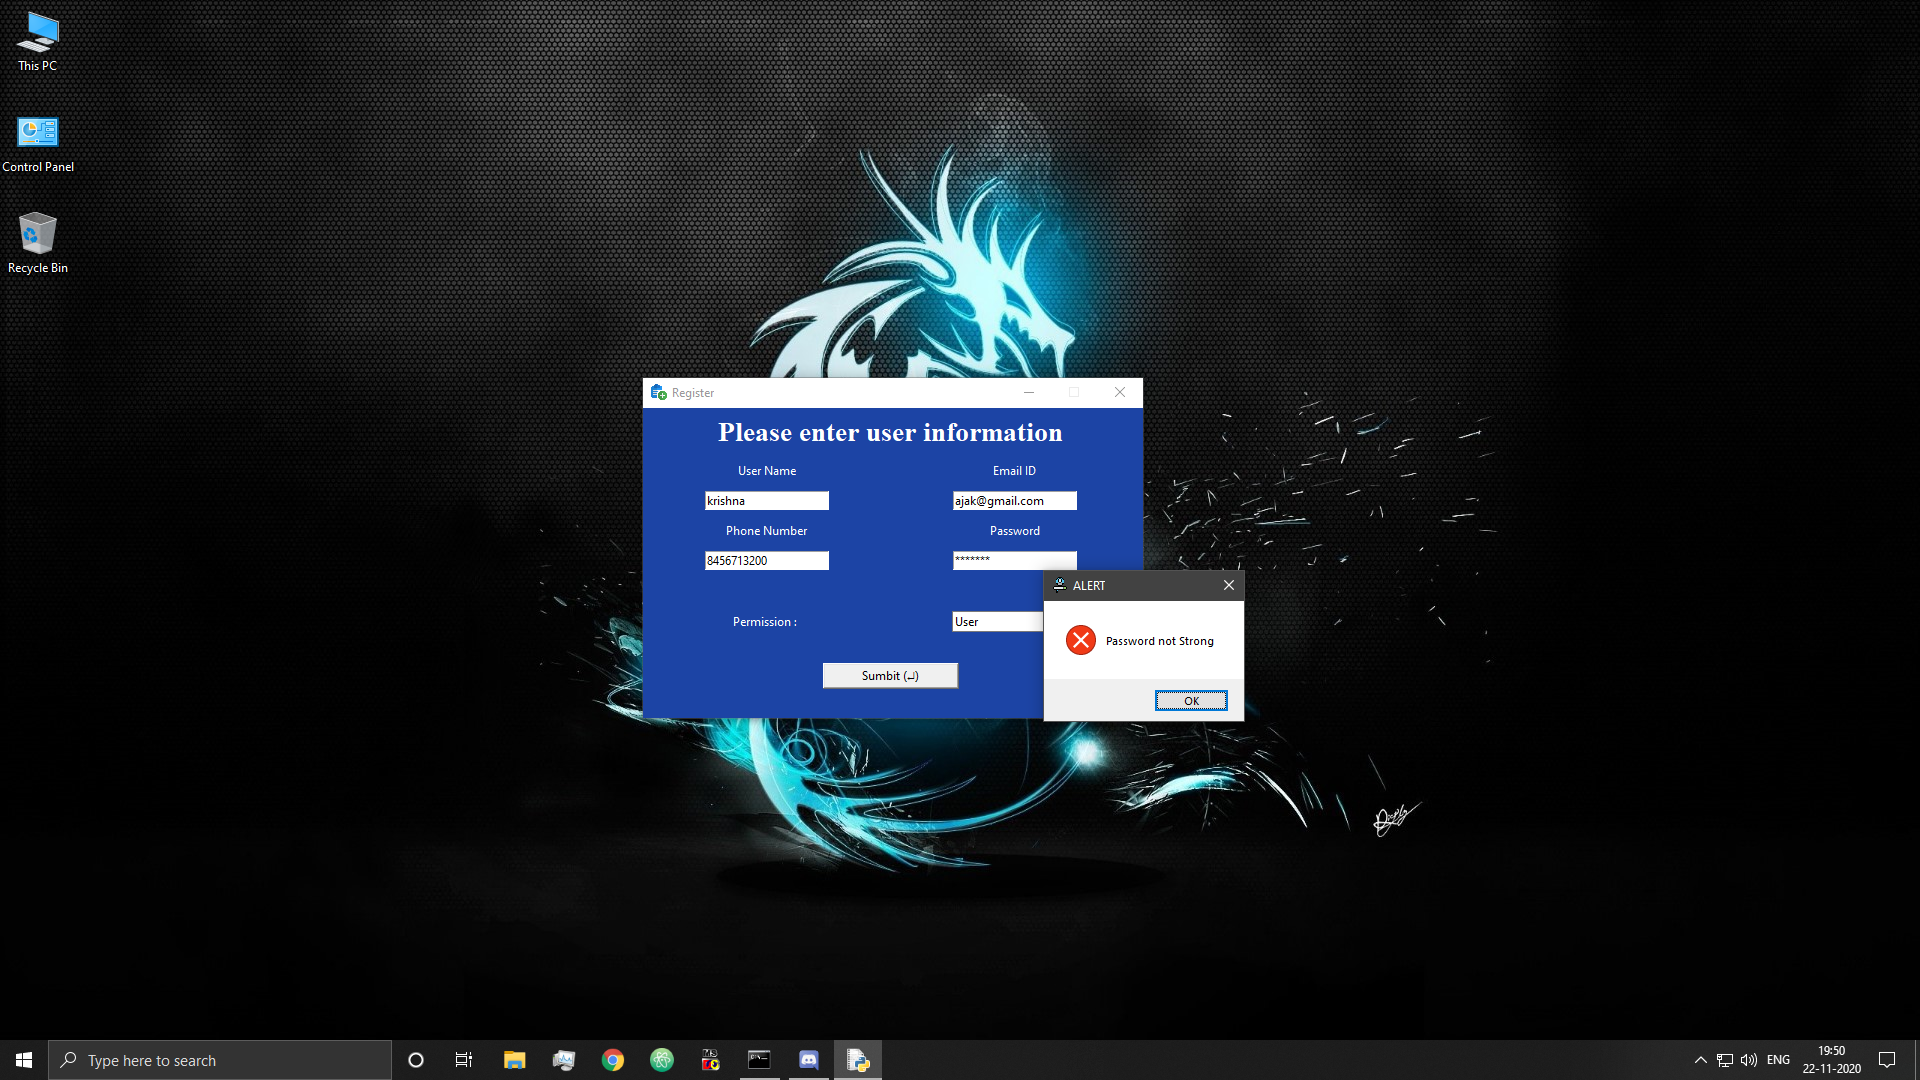 This PC
Control Panel
Recycle Bin
Register
Please enter user information
User Name
Email ID
krishna
ajak@gmail.com
Phone Number
Password
8456713200
*******
Permission :
User
Sumbit (↵)
ALERT
Password not Strong
OK
Type here to search
ENG
19:50
22-11-2020